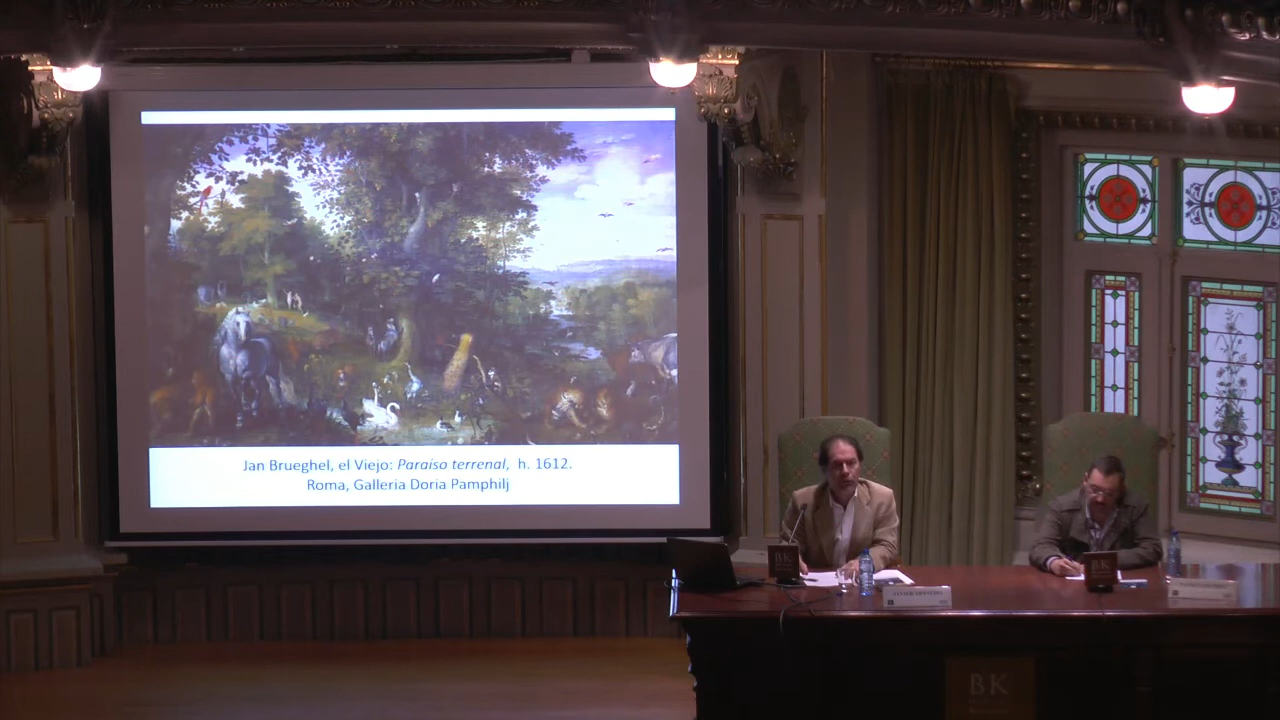 Jan Brueghel, el Viejo: Paraíso terrenal, h. 1612.
Roma, Galleria Doria Pamphilj
BK
BK
BK